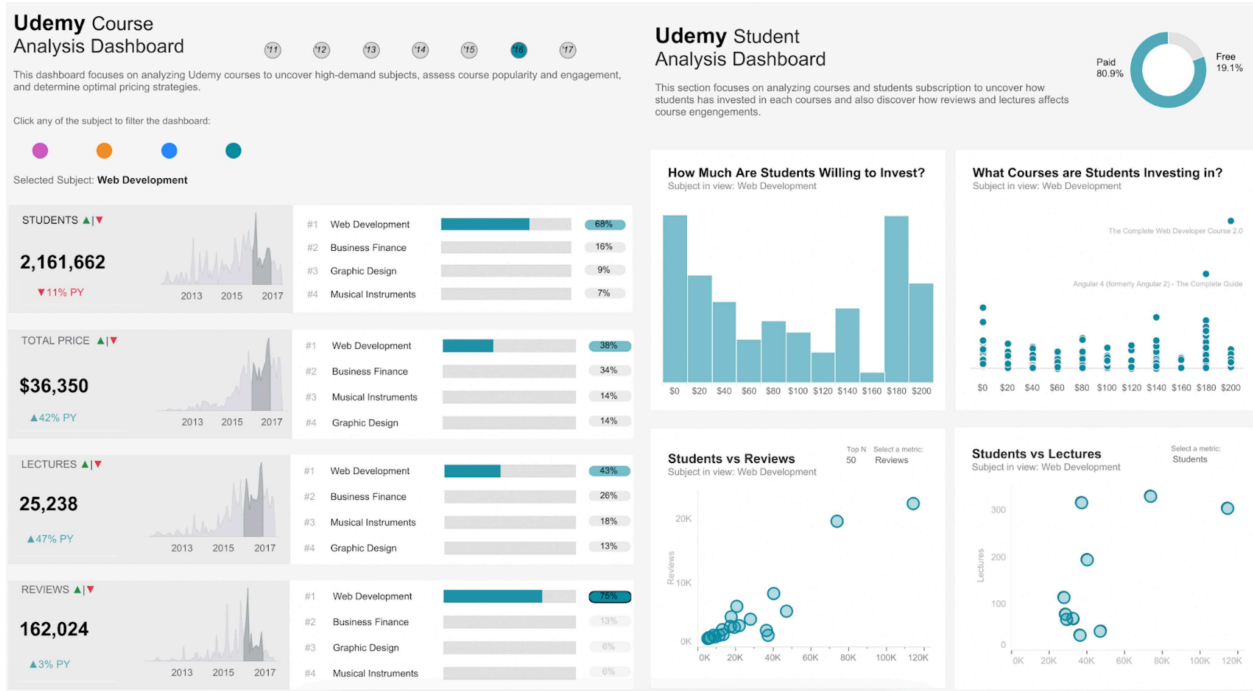 Udemy Course
Analysis Dashboard
'11 '12 '13 '14 '15 '16 '17
This dashboard focuses on analyzing Udemy courses to uncover high-demand subjects, assess course popularity and engagement,
and determine optimal pricing strategies.
Click any of the subject to filter the dashboard:
Selected Subject: Web Development
STUDENTS ▲|▼
2,161,662
▼11% PY
2013 2015 2017
#1 Web Development 68%
#2 Business Finance 16%
#3 Graphic Design 9%
#4 Musical Instruments 7%
TOTAL PRICE ▲|▼
$36,350
▲42% PY
2013 2015 2017
#1 Web Development 38%
#2 Business Finance 34%
#3 Musical Instruments 14%
#4 Graphic Design 14%
LECTURES ▲|▼
25,238
▲47% PY
2013 2015 2017
#1 Web Development 43%
#2 Business Finance 26%
#3 Musical Instruments 18%
#4 Graphic Design 13%
REVIEWS ▲|▼
162,024
▲3% PY
2013 2015 2017
#1 Web Development 75%
#2 Business Finance 13%
#3 Graphic Design 6%
#4 Musical Instruments 6%
Udemy Student
Analysis Dashboard
This section focuses on analyzing courses and students subscription to uncover how
students has invested in each courses and also discover how reviews and lectures affects
course engengements.
Paid
80.9%
Free
19.1%
How Much Are Students Willing to Invest?
Subject in view: Web Development
$0 $20 $40 $60 $80 $100 $120 $140 $160 $180 $200
What Courses are Students Investing in?
Subject in view: Web Development
The Complete Web Developer Course 2.0
Angular 4 (formerly Angular 2) - The Complete Guide
$0 $20 $40 $60 $80 $100 $120 $140 $160 $180 $200
Students vs Reviews
Subject in view: Web Development
Top N Select a metric:
50 Reviews
Reviews
20K
10K
0K
0K 20K 40K 60K 80K 100K 120K
Students vs Lectures
Subject in view: Web Development
Select a metric:
Students
Lectures
300
200
100
0
0K 20K 40K 60K 80K 100K 120K